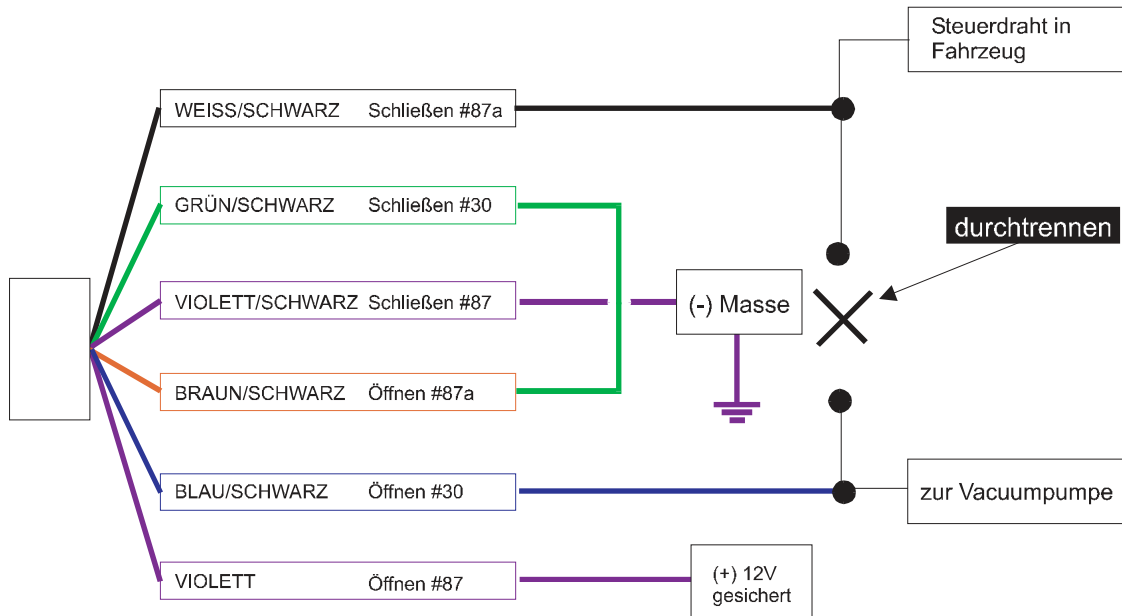 Steuerdraht in
Fahrzeug
WEISS/SCHWARZ Schließen #87a
GRÜN/SCHWARZ Schließen #30
durchtrennen
VIOLETT/SCHWARZ Schließen #87
(-) Masse
BRAUN/SCHWARZ Öffnen #87a
BLAU/SCHWARZ Öffnen #30
zur Vacuumpumpe
VIOLETT Öffnen #87
(+) 12V
gesichert